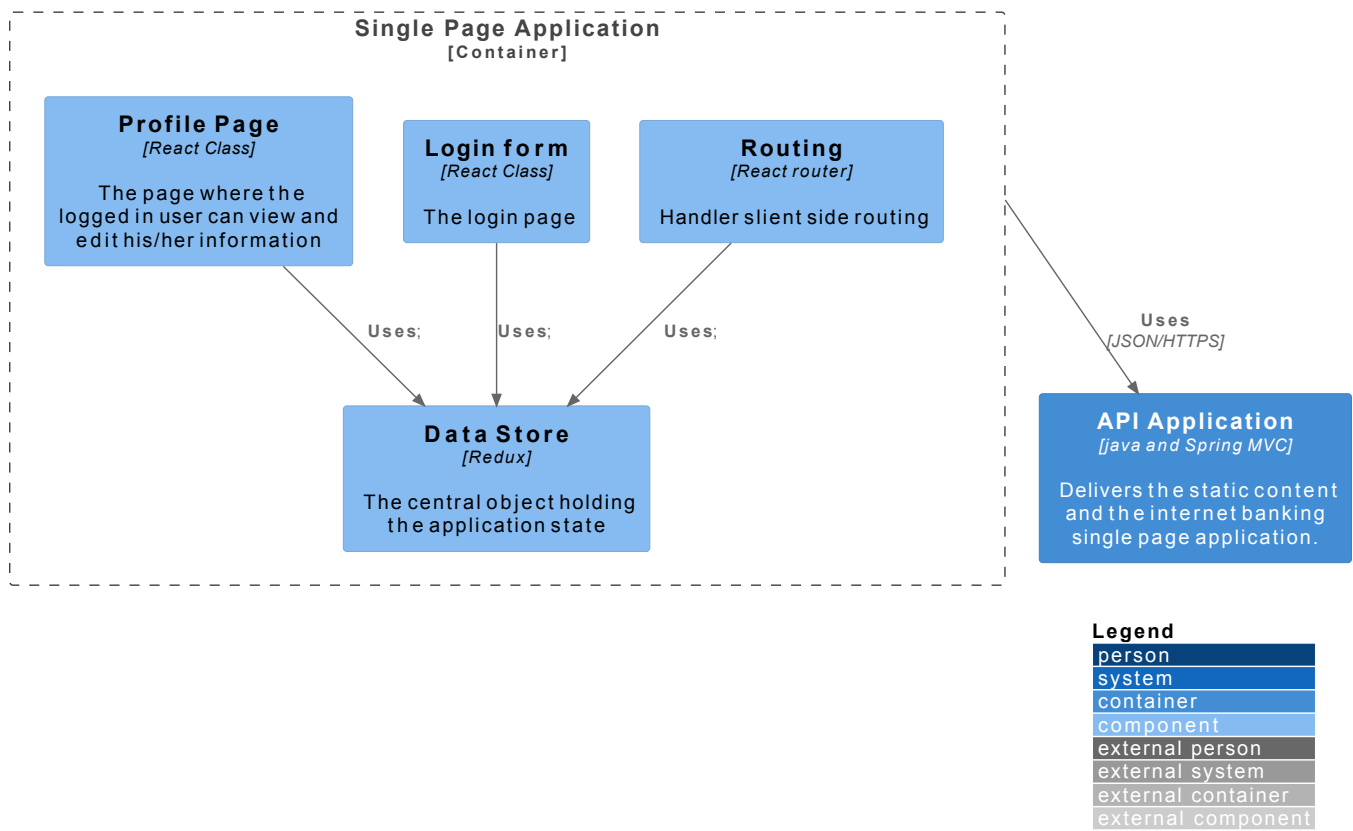 Single Page Application
[Container]
Profile Page
[React Class]
The page where the
logged in user can view and
edit his/her information
Login form
[React Class]
The login page
Routing
[React router]
Handler slient side routing
Uses;
Uses;
Uses;
Uses
[JSON/HTTPS]
Data Store
[Redux]
The central object holding
the application state
API Application
[java and Spring MVC]
Delivers the static content
and the internet banking
single page application.
Legend
person
system
container
component
external person
external system
external container
external component